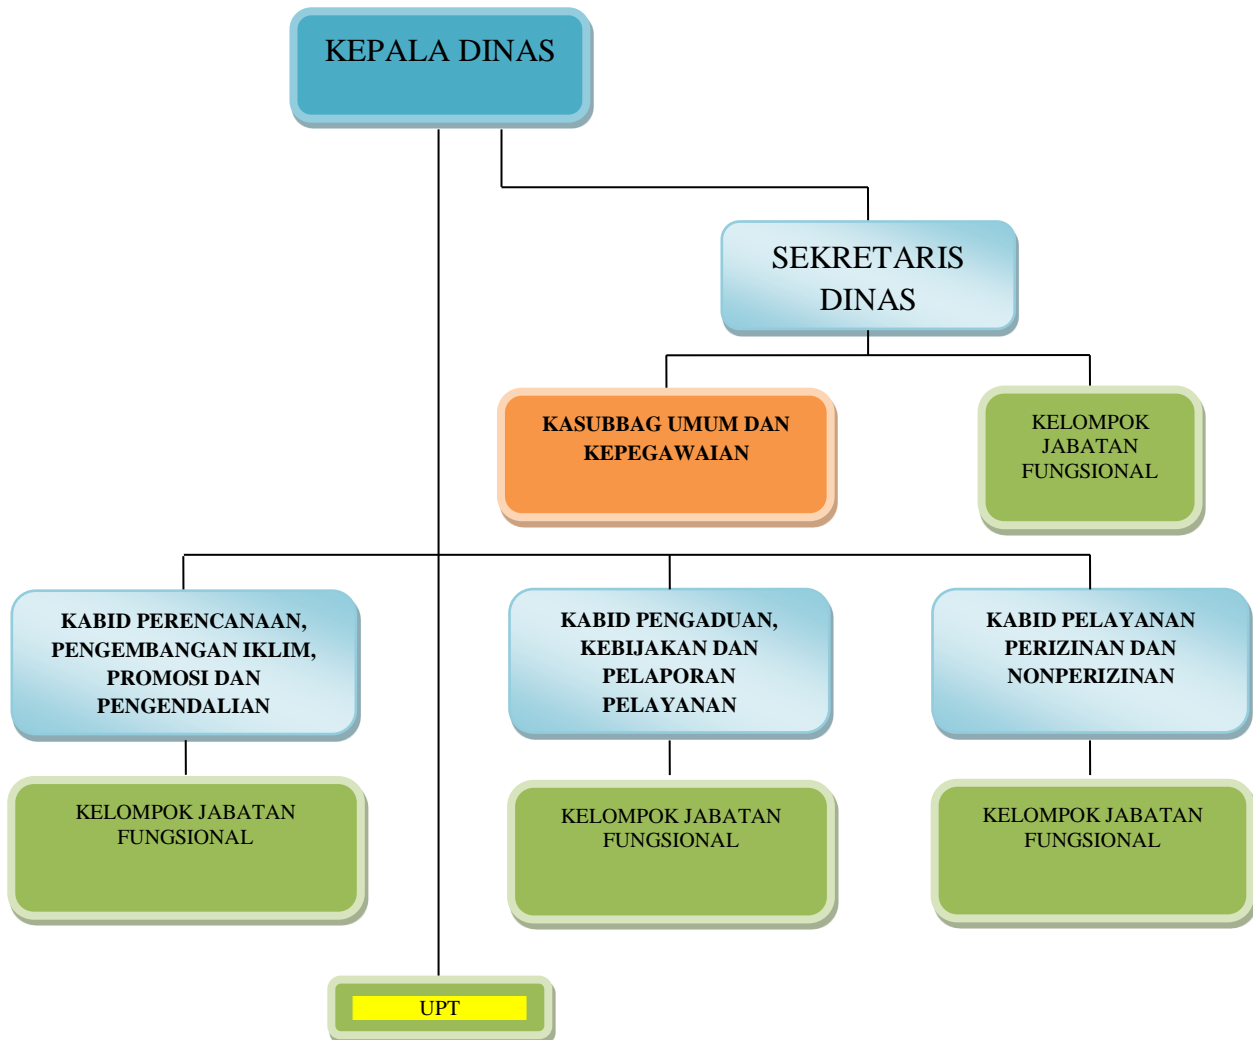 KEPALA DINAS
SEKRETARIS
DINAS
KASUBBAG UMUM DAN
KEPEGAWAIAN
KELOMPOK
JABATAN
FUNGSIONAL
KABID PERENCANAAN,
PENGEMBANGAN IKLIM,
PROMOSI DAN
PENGENDALIAN
KABID PENGADUAN,
KEBIJAKAN DAN
PELAPORAN
PELAYANAN
KABID PELAYANAN
PERIZINAN DAN
NONPERIZINAN
KELOMPOK JABATAN
FUNGSIONAL
KELOMPOK JABATAN
FUNGSIONAL
KELOMPOK JABATAN
FUNGSIONAL
UPT